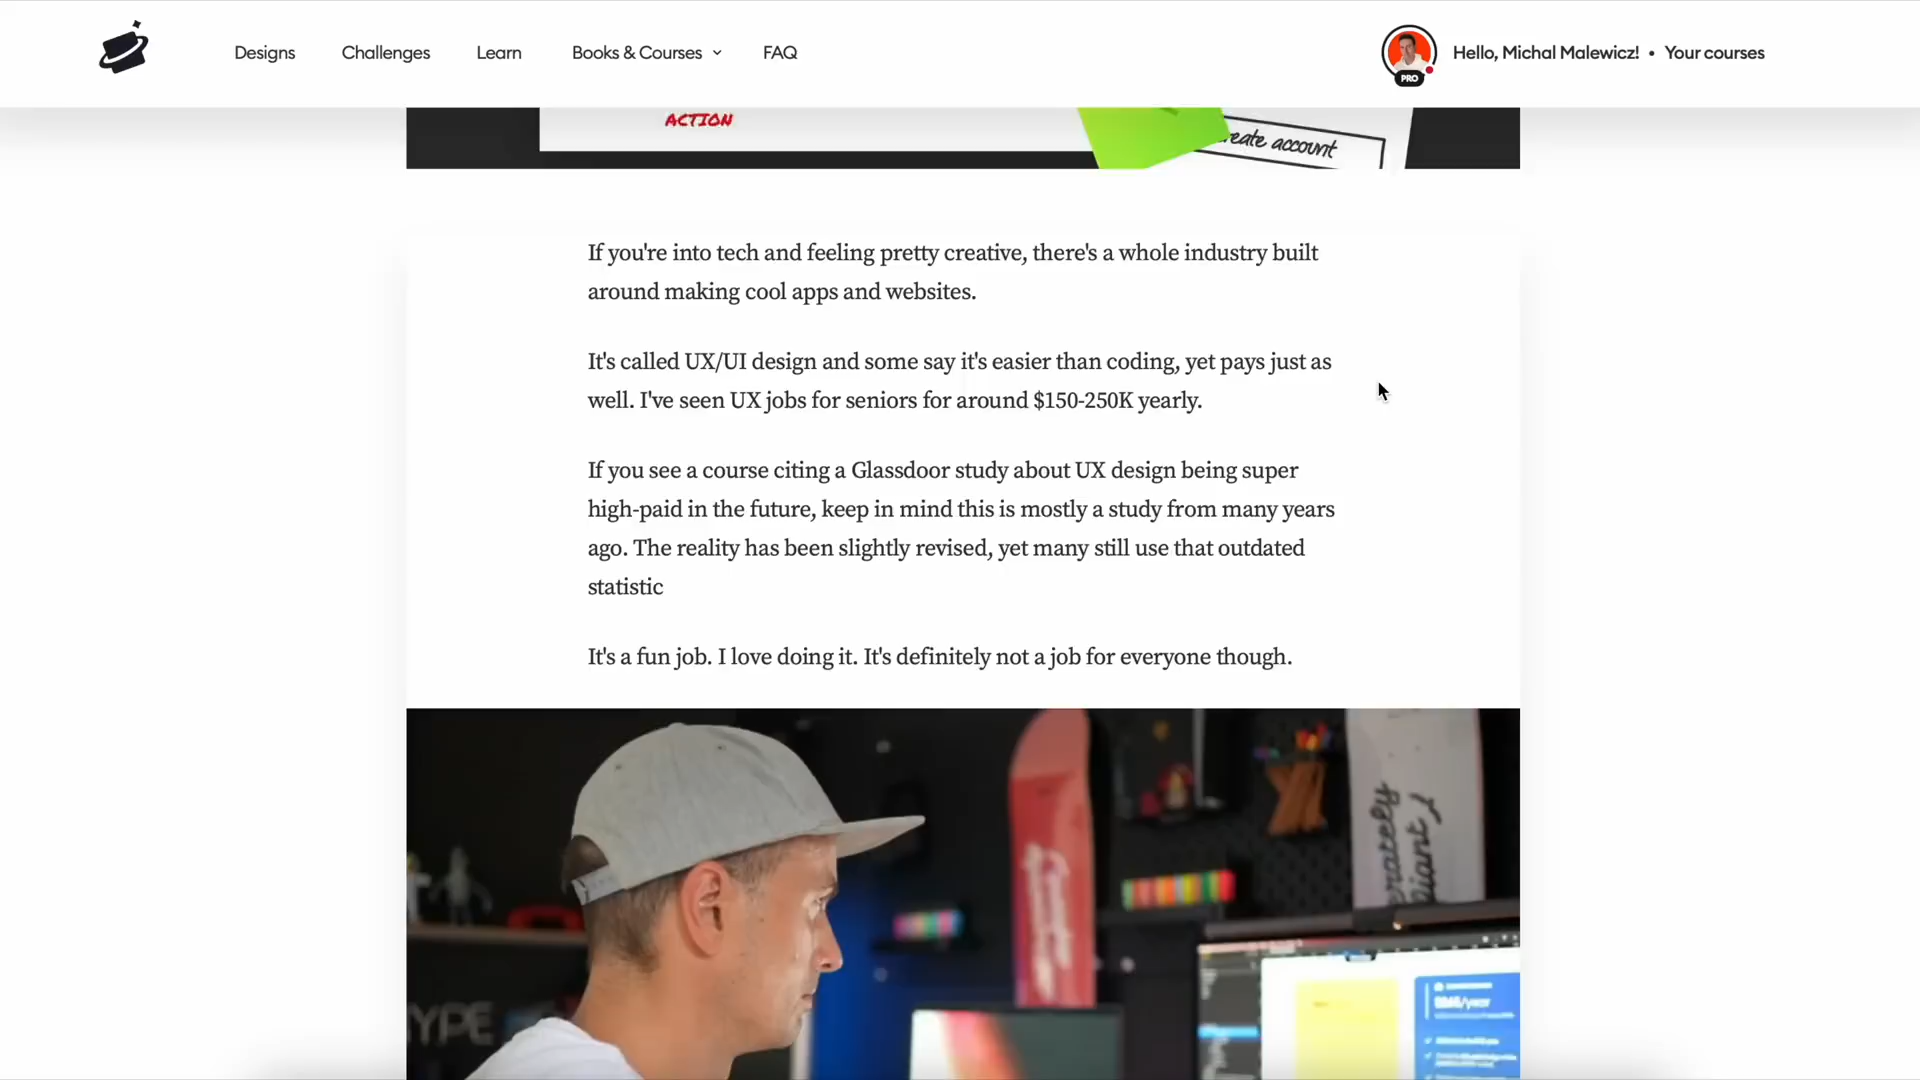 Designs
Challenges
Learn
Books & Courses
FAQ
PRO
Hello, Michal Malewicz! • Your courses
ACTION
create account
If you're into tech and feeling pretty creative, there's a whole industry built
around making cool apps and websites.
It's called UX/UI design and some say it's easier than coding, yet pays just as
well. I've seen UX jobs for seniors for around $150-250K yearly.
If you see a course citing a Glassdoor study about UX design being super
high-paid in the future, keep in mind this is mostly a study from many years
ago. The reality has been slightly revised, yet many still use that outdated
statistic
It's a fun job. I love doing it. It's definitely not a job for everyone though.